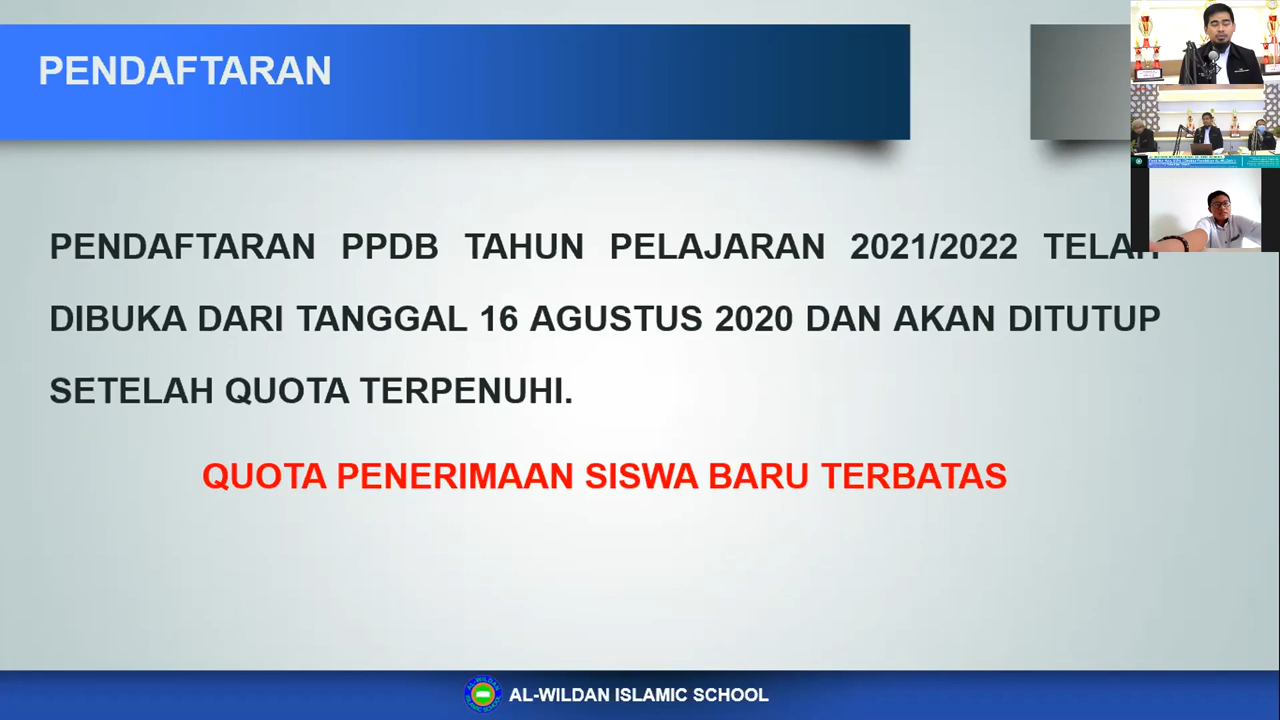 PENDAFTARAN
PENDAFTARAN PPDB TAHUN PELAJARAN 2021/2022 TELAH
DIBUKA DARI TANGGAL 16 AGUSTUS 2020 DAN AKAN DITUTUP
SETELAH QUOTA TERPENUHI.
QUOTA PENERIMAAN SISWA BARU TERBATAS
AL-WILDAN ISLAMIC SCHOOL